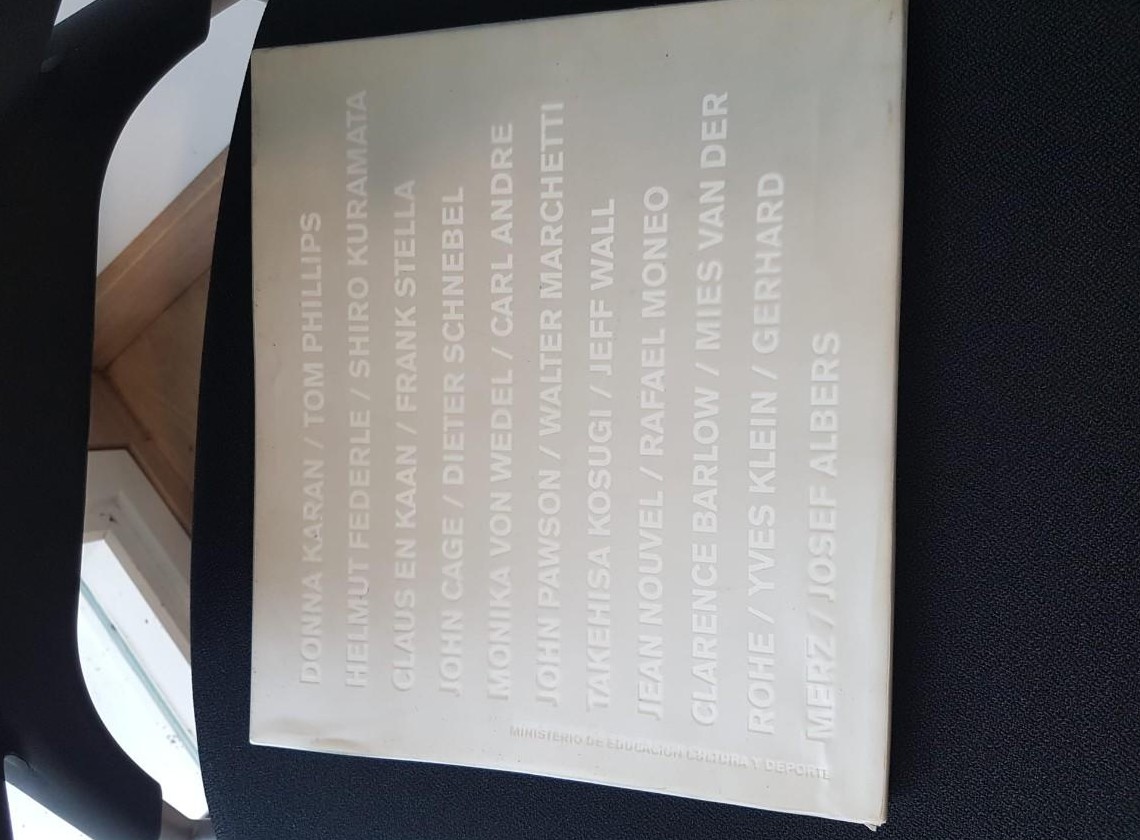 DONNA KARAN / TOM PHILLIPS
HELMUT FEDERLE / SHIRO KURAMATA
CLAUS EN KAAN / FRANK STELLA
JOHN CAGE / DIETER SCHNEBEL
MONIKA VON WEDEL / CARL ANDRE
JOHN PAWSON / WALTER MARCHETTI
TAKEHISA KOSUGI / JEFF WALL
JEAN NOUVEL / RAFAEL MONEO
CLARENCE BARLOW / MIES VAN DER
ROHE / YVES KLEIN / GERHARD
MERZ / JOSEF ALBERS
MINISTERIO DE EDUCACIÓN CULTURA Y DEPORTE